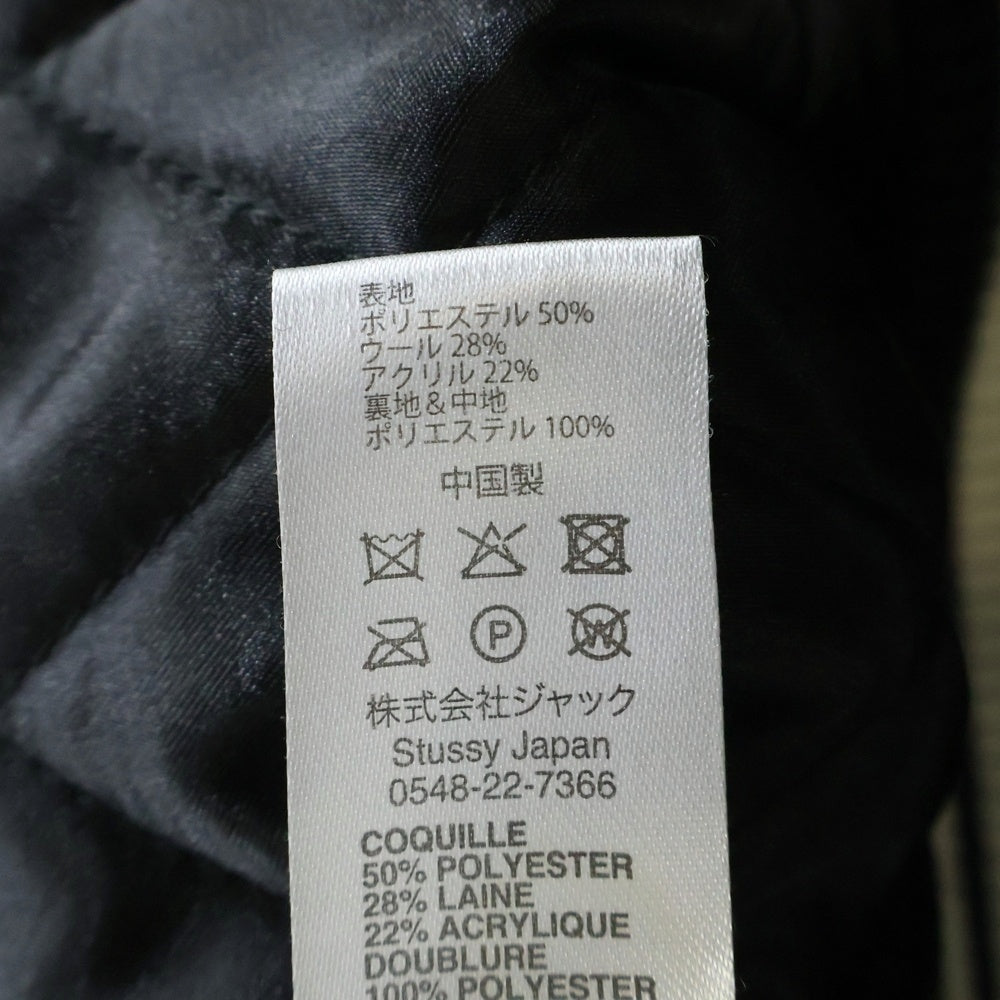 表地
ポリエステル 50%
ウール 28%
アクリル 22%
裏地&中地
ポリエステル 100%
中国製
P W
株式会社ジャック
Stussy Japan
0548-22-7366
COQUILLE
50% POLYESTER
28% LAINE
22% ACRYLIQUE
DOUBLURE
100% POLYESTER